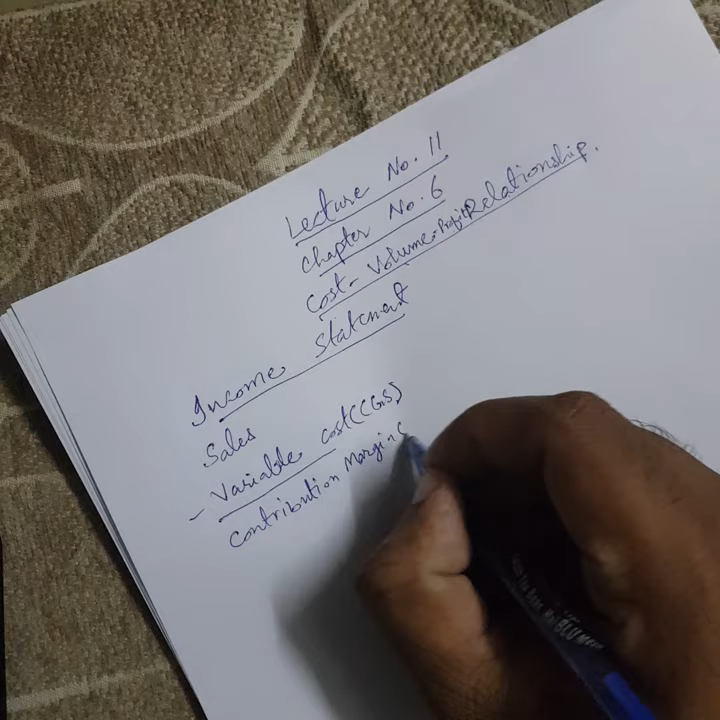 Lecture No. 11
Chapter No. 6
Cost - Volume - Profit Relationship.
Income Statement
Sales
- Variable cost (CGS)
Contribution Margin (